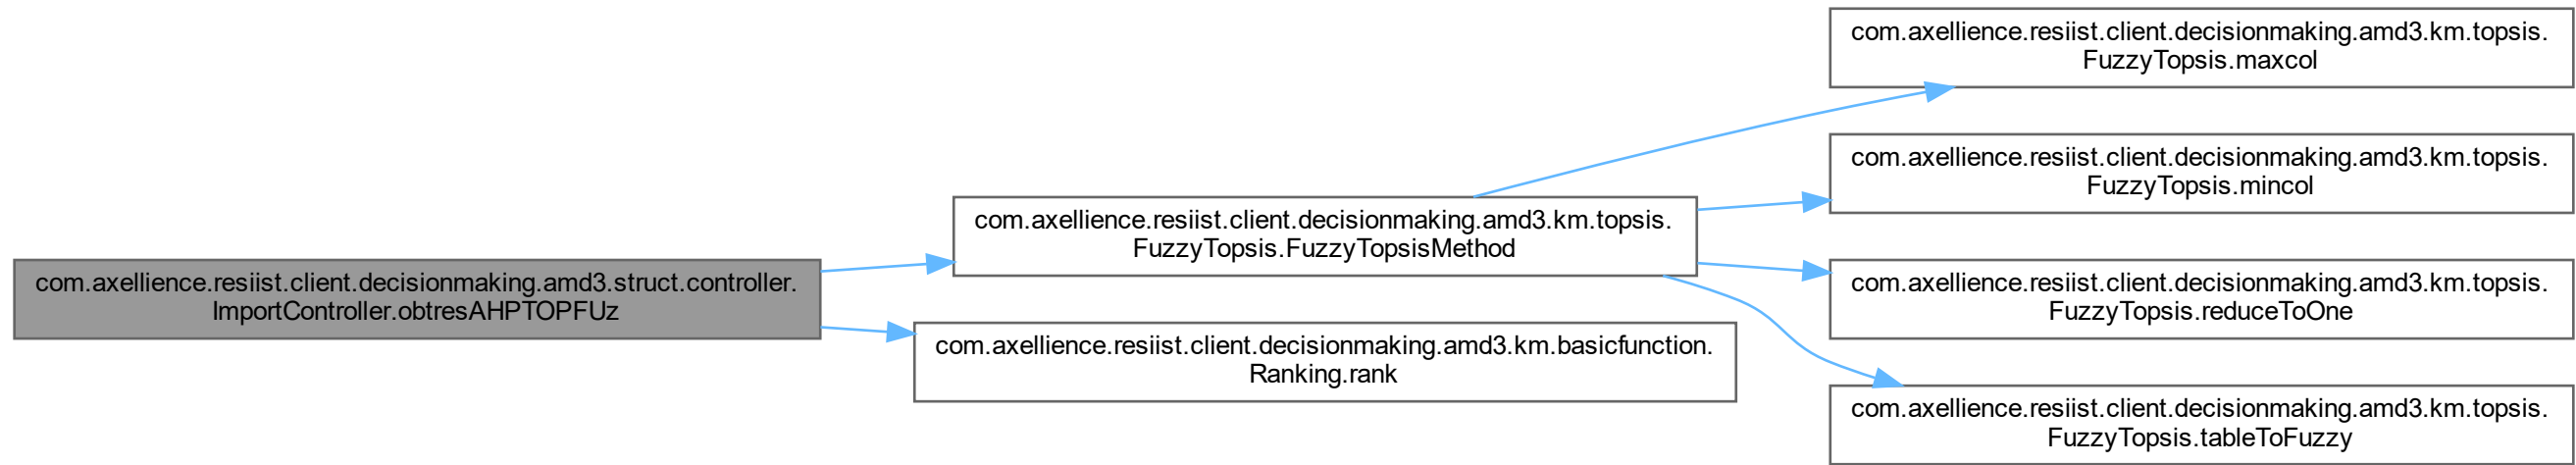 com.axellience.resiist.client.decisionmaking.amd3.struct.controller.
ImportController.obtresAHPTOPFUz
com.axellience.resiist.client.decisionmaking.amd3.km.topsis.
FuzzyTopsis.FuzzyTopsisMethod
com.axellience.resiist.client.decisionmaking.amd3.km.basicfunction.
Ranking.rank
com.axellience.resiist.client.decisionmaking.amd3.km.topsis.
FuzzyTopsis.maxcol
com.axellience.resiist.client.decisionmaking.amd3.km.topsis.
FuzzyTopsis.mincol
com.axellience.resiist.client.decisionmaking.amd3.km.topsis.
FuzzyTopsis.reduceToOne
com.axellience.resiist.client.decisionmaking.amd3.km.topsis.
FuzzyTopsis.tableToFuzzy